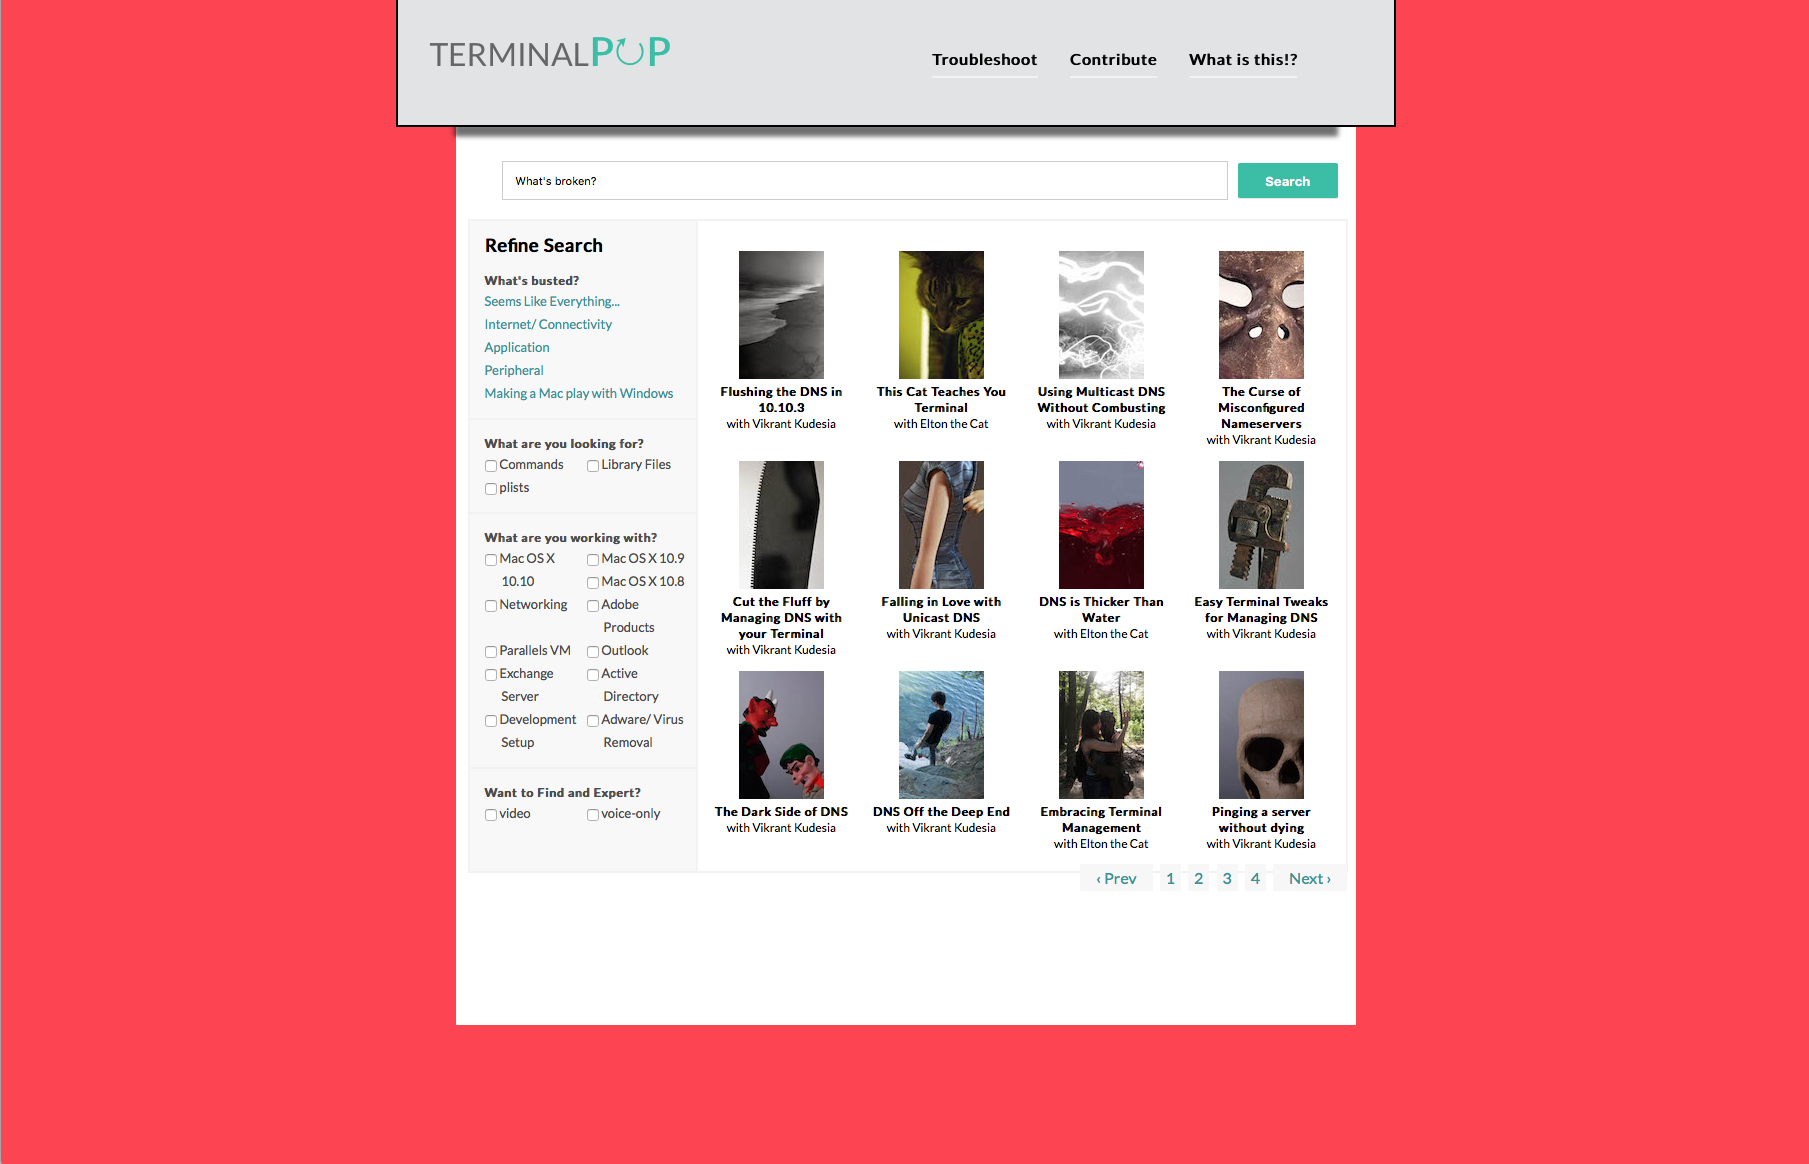 TERMINALPOP
Troubleshoot Contribute What is this!?
What's broken?
Search
Refine Search
What's busted?
Seems Like Everything...
Internet/ Connectivity
Application
Peripheral
Making a Mac play with Windows
What are you looking for?
Commands Library Files
plists
What are you working with?
Mac OS X 10.10
Mac OS X 10.9
Mac OS X 10.8
Networking
Adobe Products
Parallels VM
Outlook
Exchange Server
Active Directory
Development Setup
Adware/ Virus Removal
Want to Find and Expert?
video voice-only
Flushing the DNS in
10.10.3
with Vikrant Kudesia
This Cat Teaches You
Terminal
with Elton the Cat
Using Multicast DNS
Without Combusting
with Vikrant Kudesia
The Curse of
Misconfigured
Nameservers
with Vikrant Kudesia
Cut the Fluff by
Managing DNS with
your Terminal
with Vikrant Kudesia
Falling in Love with
Unicast DNS
with Vikrant Kudesia
DNS is Thicker Than
Water
with Elton the Cat
Easy Terminal Tweaks
for Managing DNS
with Vikrant Kudesia
The Dark Side of DNS
with Vikrant Kudesia
DNS Off the Deep End
with Vikrant Kudesia
Embracing Terminal
Management
with Elton the Cat
Pinging a server
without dying
with Vikrant Kudesia
‹ Prev 1 2 3 4 Next ›